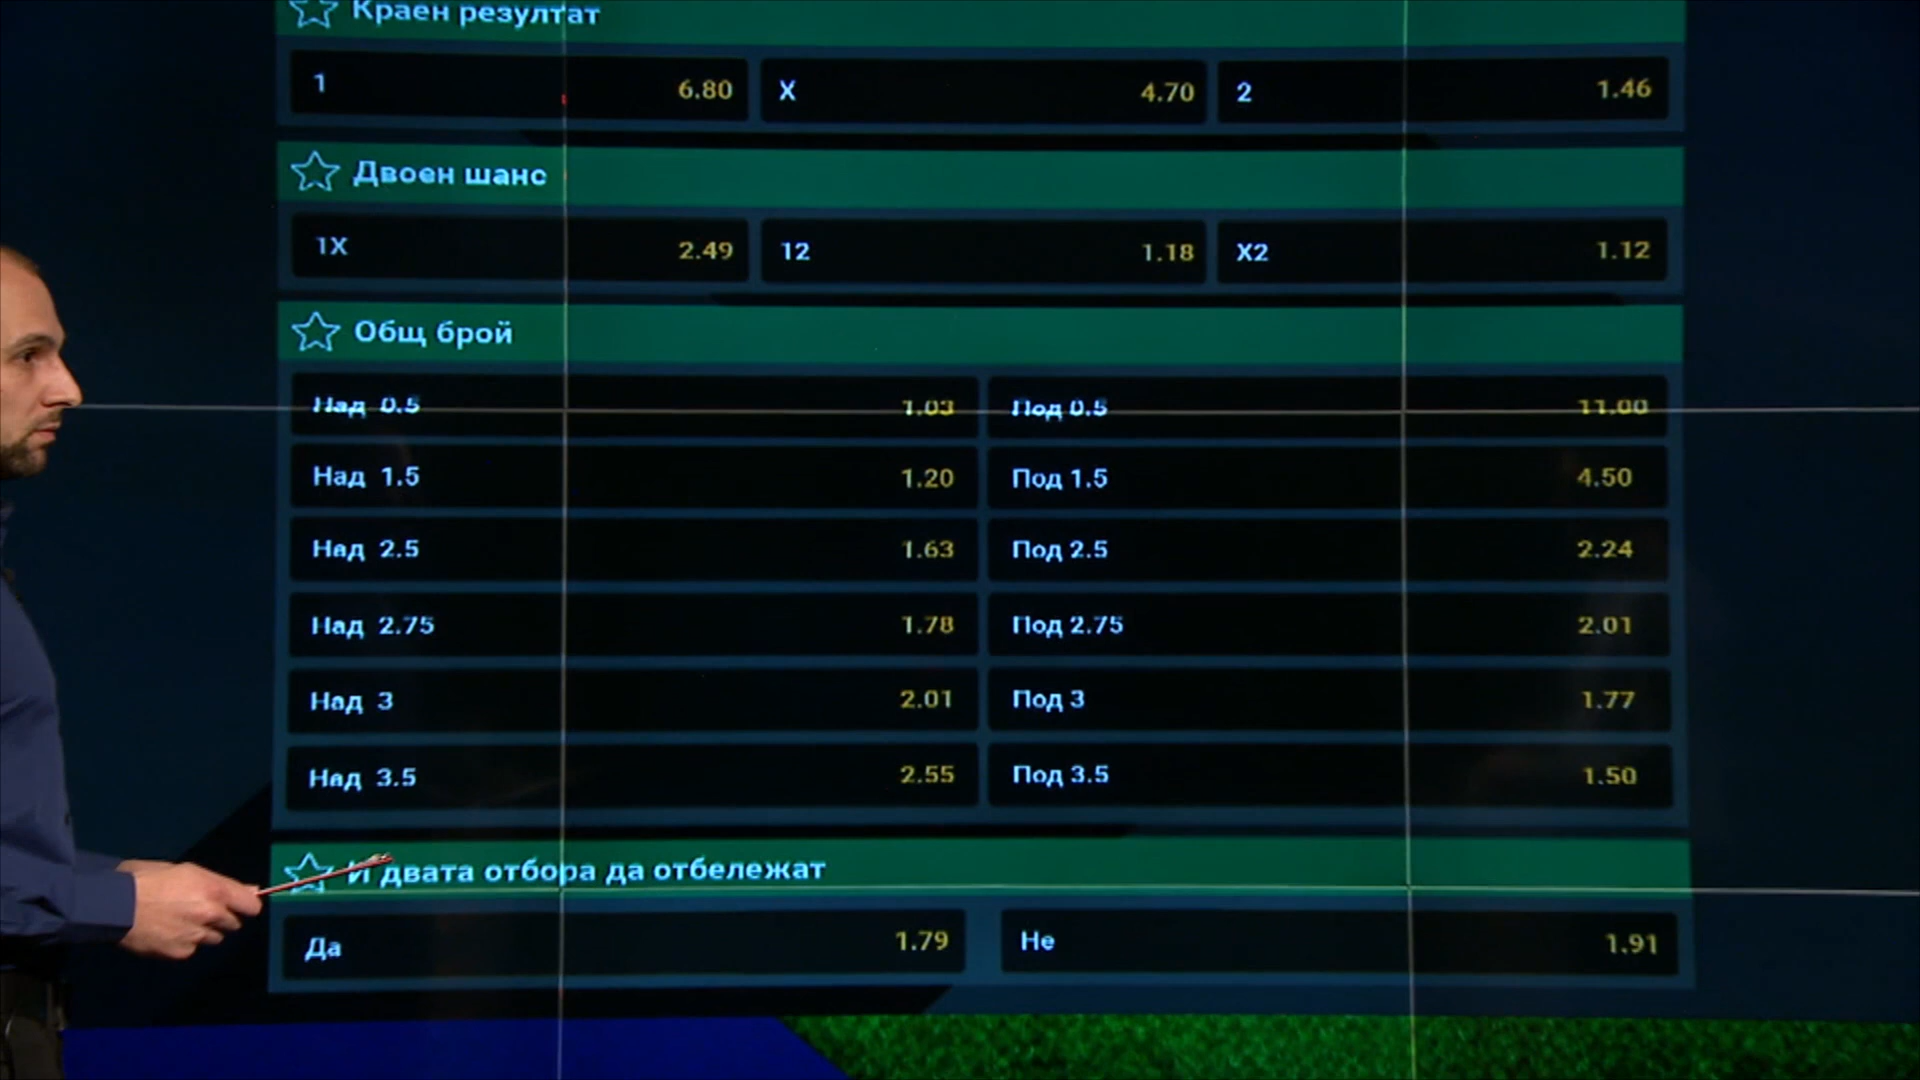 Краен резултат
1 6.80 X 4.70 2 1.46
Двоен шанс
1X 2.49 12 1.18 X2 1.12
Общ брой
Над 0.5 1.03 Под 0.5 11.00
Над 1.5 1.20 Под 1.5 4.50
Над 2.5 1.63 Под 2.5 2.24
Над 2.75 1.78 Под 2.75 2.01
Над 3 2.01 Под 3 1.77
Над 3.5 2.55 Под 3.5 1.50
И двата отбора да отбележат
Да 1.79 Не 1.91